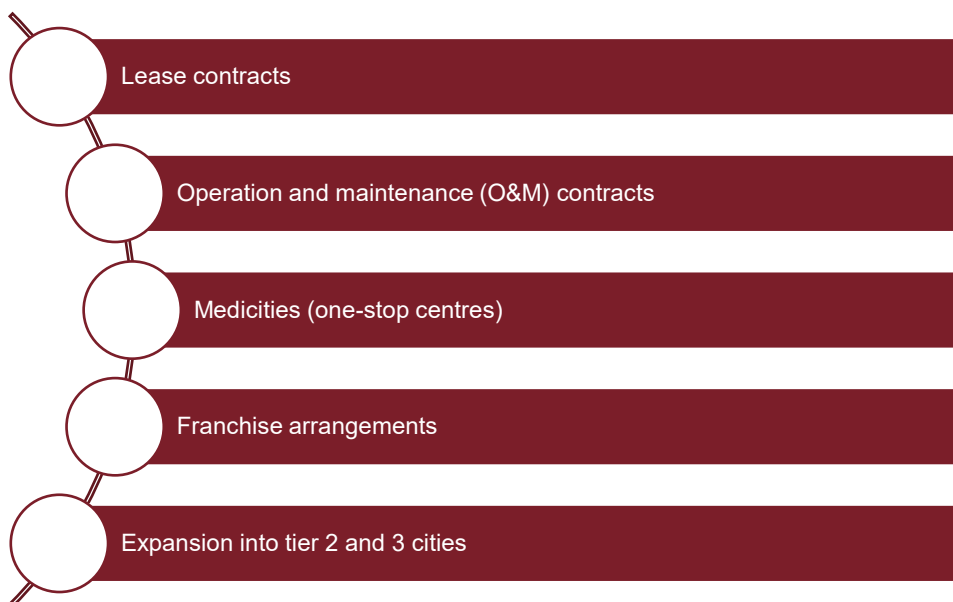 Lease contracts
Operation and maintenance (O&M) contracts
Medicities (one-stop centres)
Franchise arrangements
Expansion into tier 2 and 3 cities